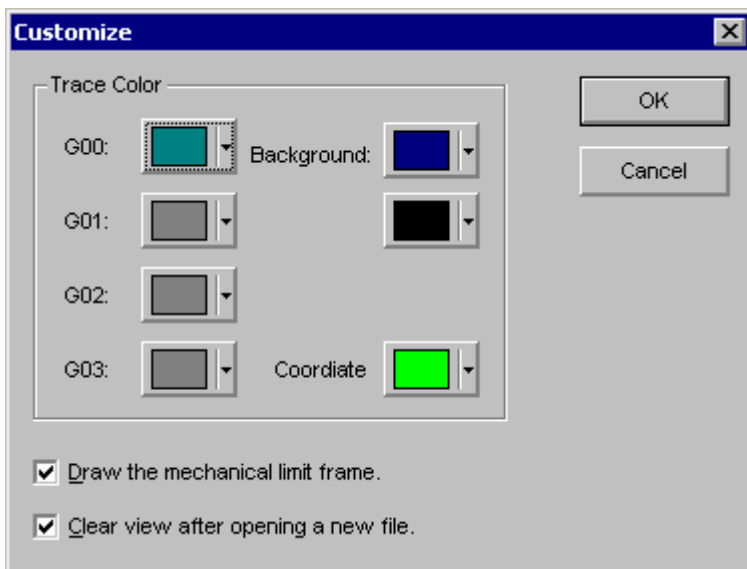 Customize
Trace Color
OK
G00:
Background:
Cancel
G01:
G02:
G03:
Coordiate
Draw the mechanical limit frame.
Clear view after opening a new file.